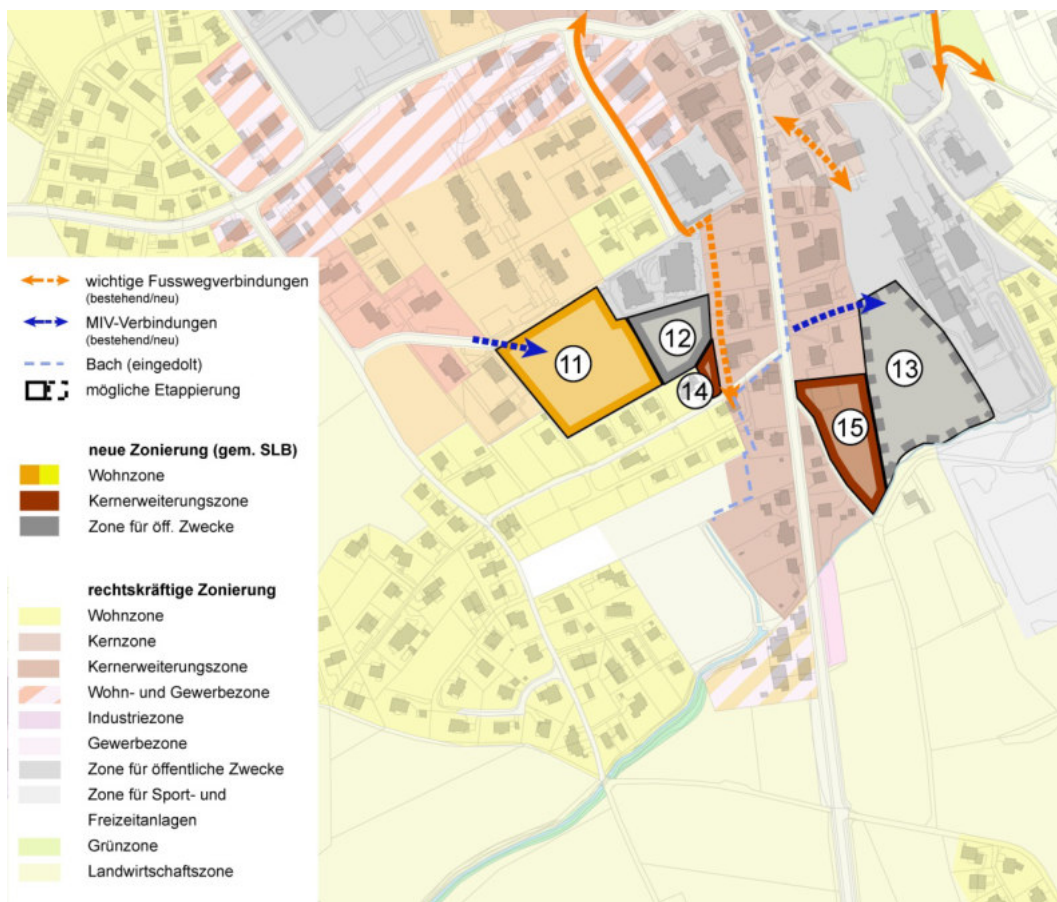 wichtige Fusswegverbindungen
(bestehend/neu)
MIV-Verbindungen
(bestehend/neu)
Bach (eingedolt)
mögliche Etappierung
neue Zonierung (gem. SLB)
Wohnzone
Kernerweiterungszone
Zone für öff. Zwecke
rechtskräftige Zonierung
Wohnzone
Kernzone
Kernerweiterungszone
Wohn- und Gewerbezone
Industriezone
Gewerbezone
Zone für öffentliche Zwecke
Zone für Sport- und
Freizeitanlagen
Grünzone
Landwirtschaftszone
11
12
14
13
15